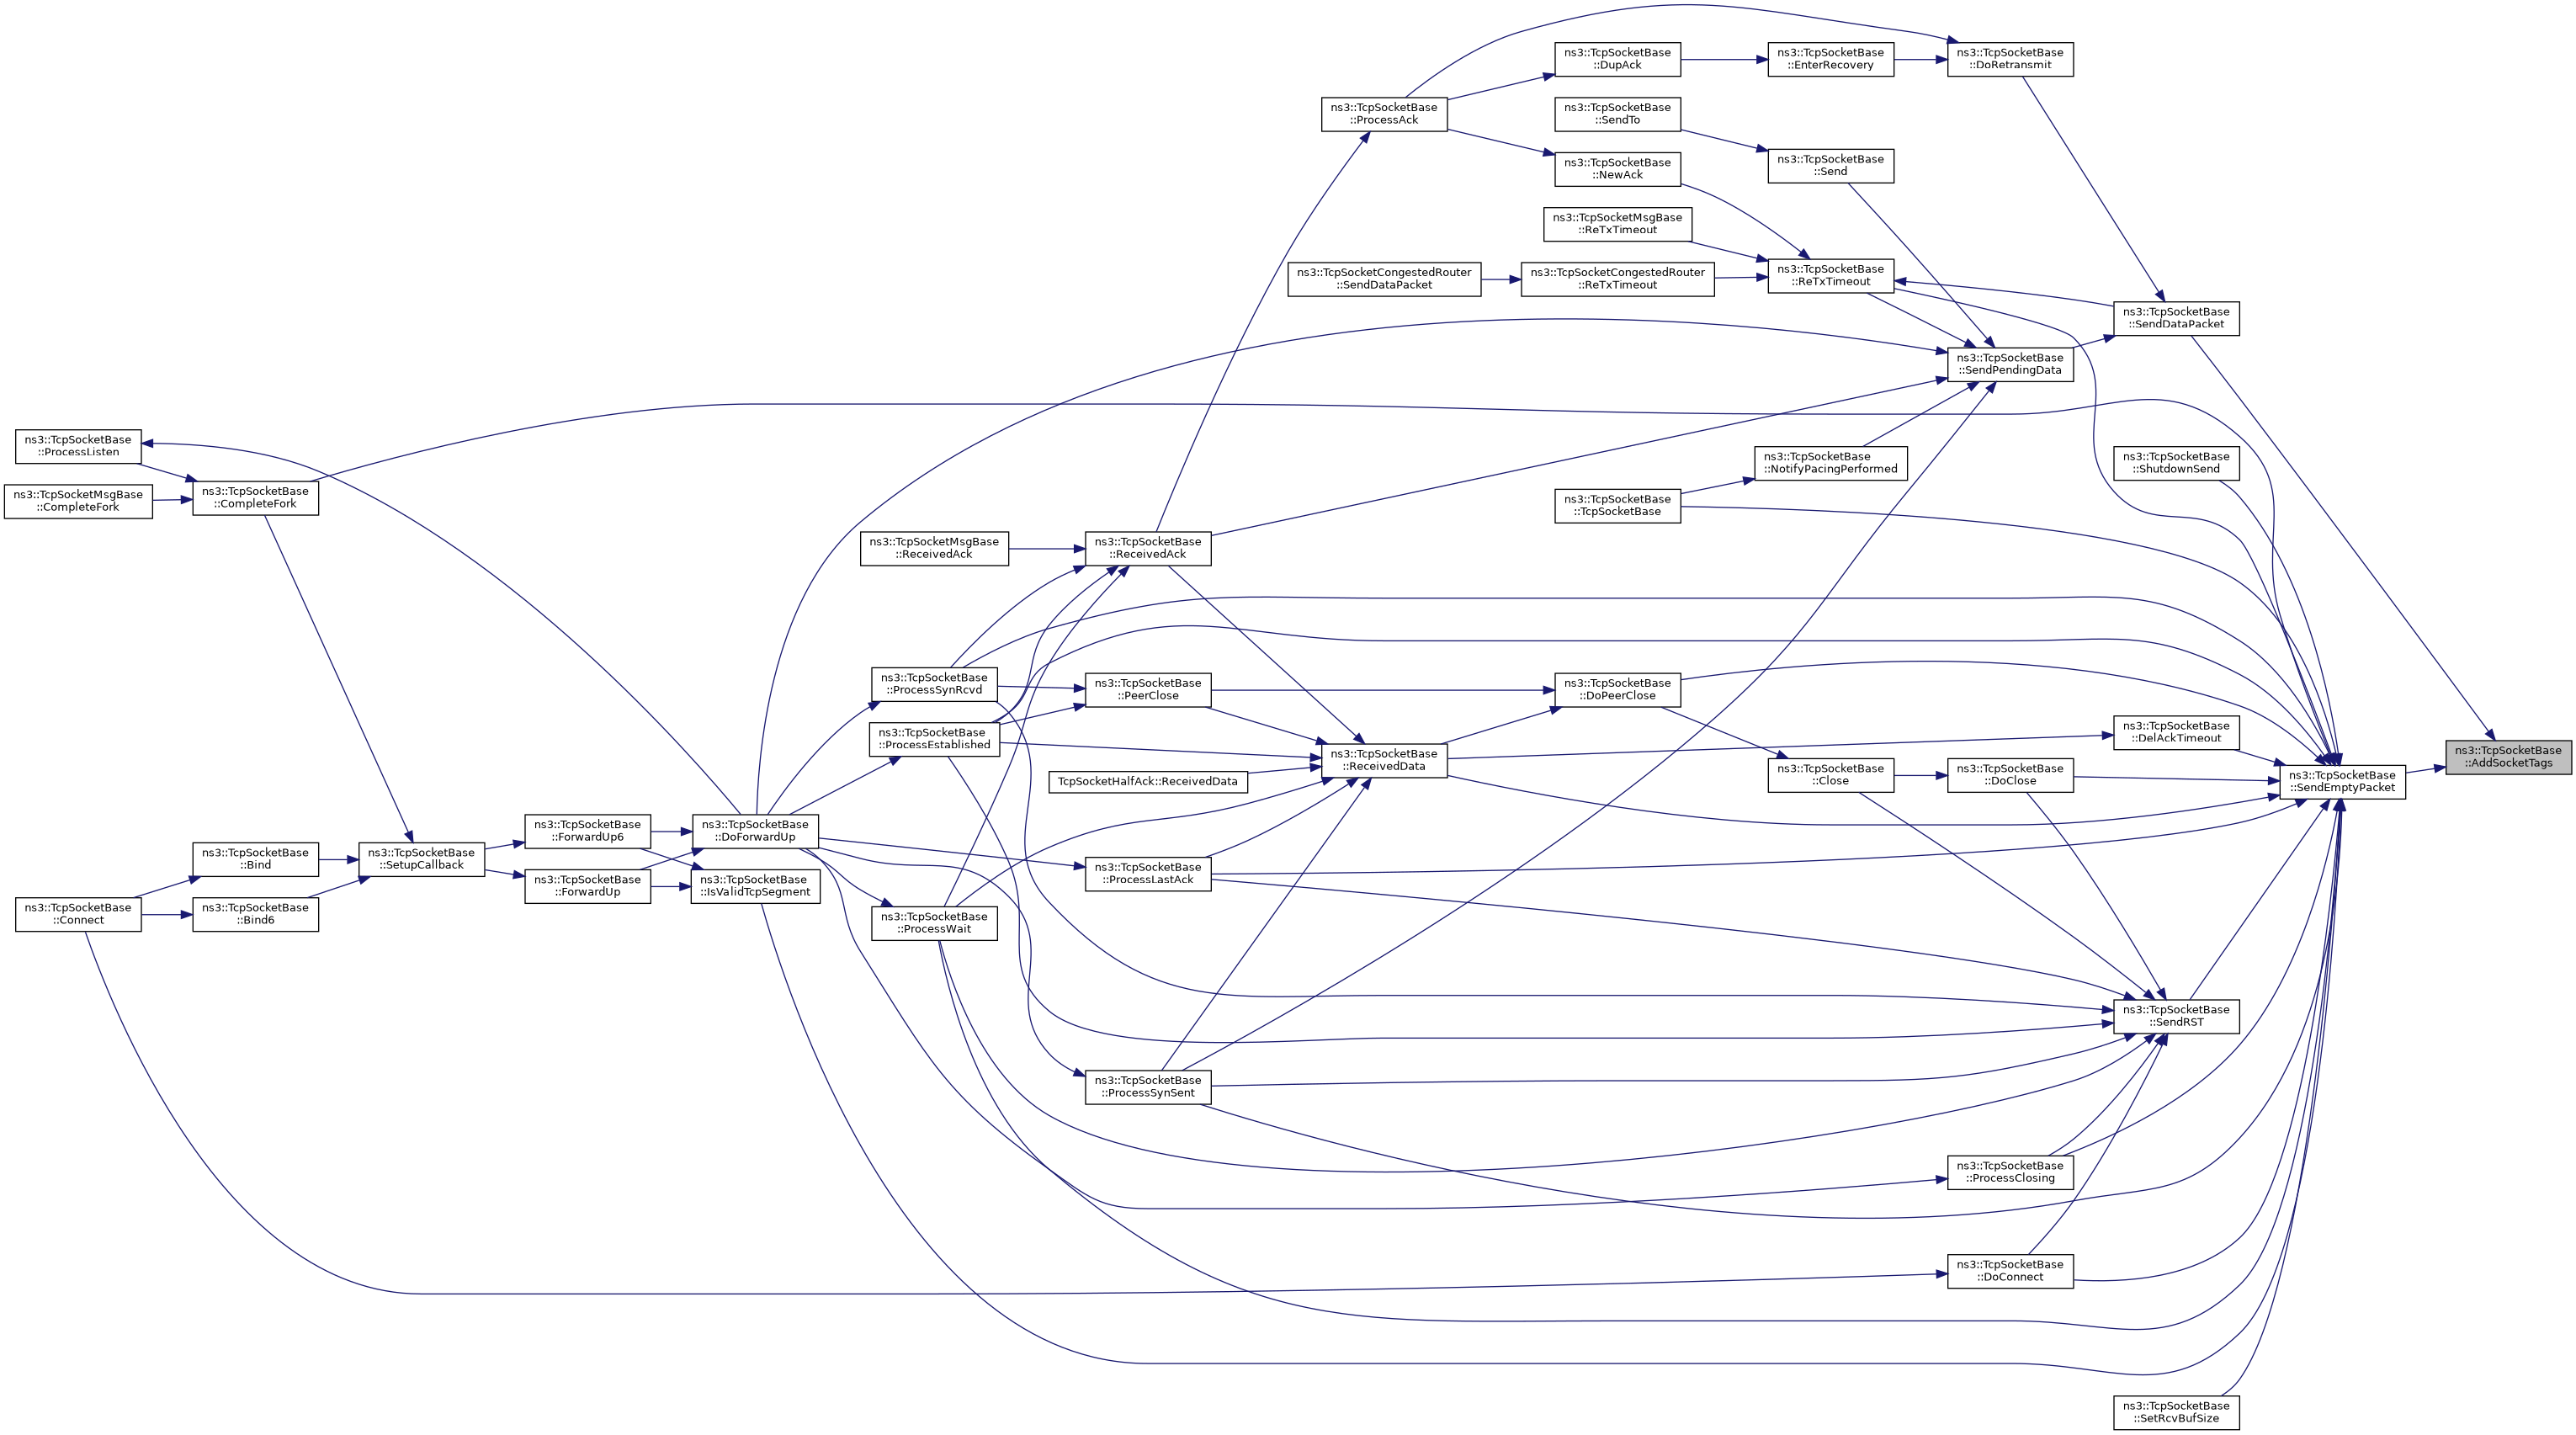 ns3::TcpSocketBase
::DoRetransmit
ns3::TcpSocketBase
::EnterRecovery
ns3::TcpSocketBase
::DupAck
ns3::TcpSocketBase
::ProcessAck
ns3::TcpSocketBase
::SendTo
ns3::TcpSocketBase
::Send
ns3::TcpSocketBase
::NewAck
ns3::TcpSocketMsgBase
::ReTxTimeout
ns3::TcpSocketCongestedRouter
::SendDataPacket
ns3::TcpSocketCongestedRouter
::ReTxTimeout
ns3::TcpSocketBase
::ReTxTimeout
ns3::TcpSocketBase
::SendDataPacket
ns3::TcpSocketBase
::SendPendingData
ns3::TcpSocketBase
::ProcessListen
ns3::TcpSocketMsgBase
::CompleteFork
ns3::TcpSocketBase
::CompleteFork
ns3::TcpSocketBase
::NotifyPacingPerformed
ns3::TcpSocketBase
::ShutdownSend
ns3::TcpSocketBase
::TcpSocketBase
ns3::TcpSocketMsgBase
::ReceivedAck
ns3::TcpSocketBase
::ReceivedAck
ns3::TcpSocketBase
::ProcessSynRcvd
ns3::TcpSocketBase
::PeerClose
ns3::TcpSocketBase
::DoPeerClose
ns3::TcpSocketBase
::ProcessEstablished
ns3::TcpSocketBase
::DelAckTimeout
ns3::TcpSocketBase
::ReceivedData
TcpSocketHalfAck::ReceivedData
ns3::TcpSocketBase
::Close
ns3::TcpSocketBase
::DoClose
ns3::TcpSocketBase
::SendEmptyPacket
ns3::TcpSocketBase
::AddSocketTags
ns3::TcpSocketBase
::ForwardUp6
ns3::TcpSocketBase
::DoForwardUp
ns3::TcpSocketBase
::Bind
ns3::TcpSocketBase
::SetupCallback
ns3::TcpSocketBase
::ForwardUp
ns3::TcpSocketBase
::IsValidTcpSegment
ns3::TcpSocketBase
::ProcessLastAck
ns3::TcpSocketBase
::Connect
ns3::TcpSocketBase
::Bind6
ns3::TcpSocketBase
::ProcessWait
ns3::TcpSocketBase
::SendRST
ns3::TcpSocketBase
::ProcessSynSent
ns3::TcpSocketBase
::ProcessClosing
ns3::TcpSocketBase
::DoConnect
ns3::TcpSocketBase
::SetRcvBufSize